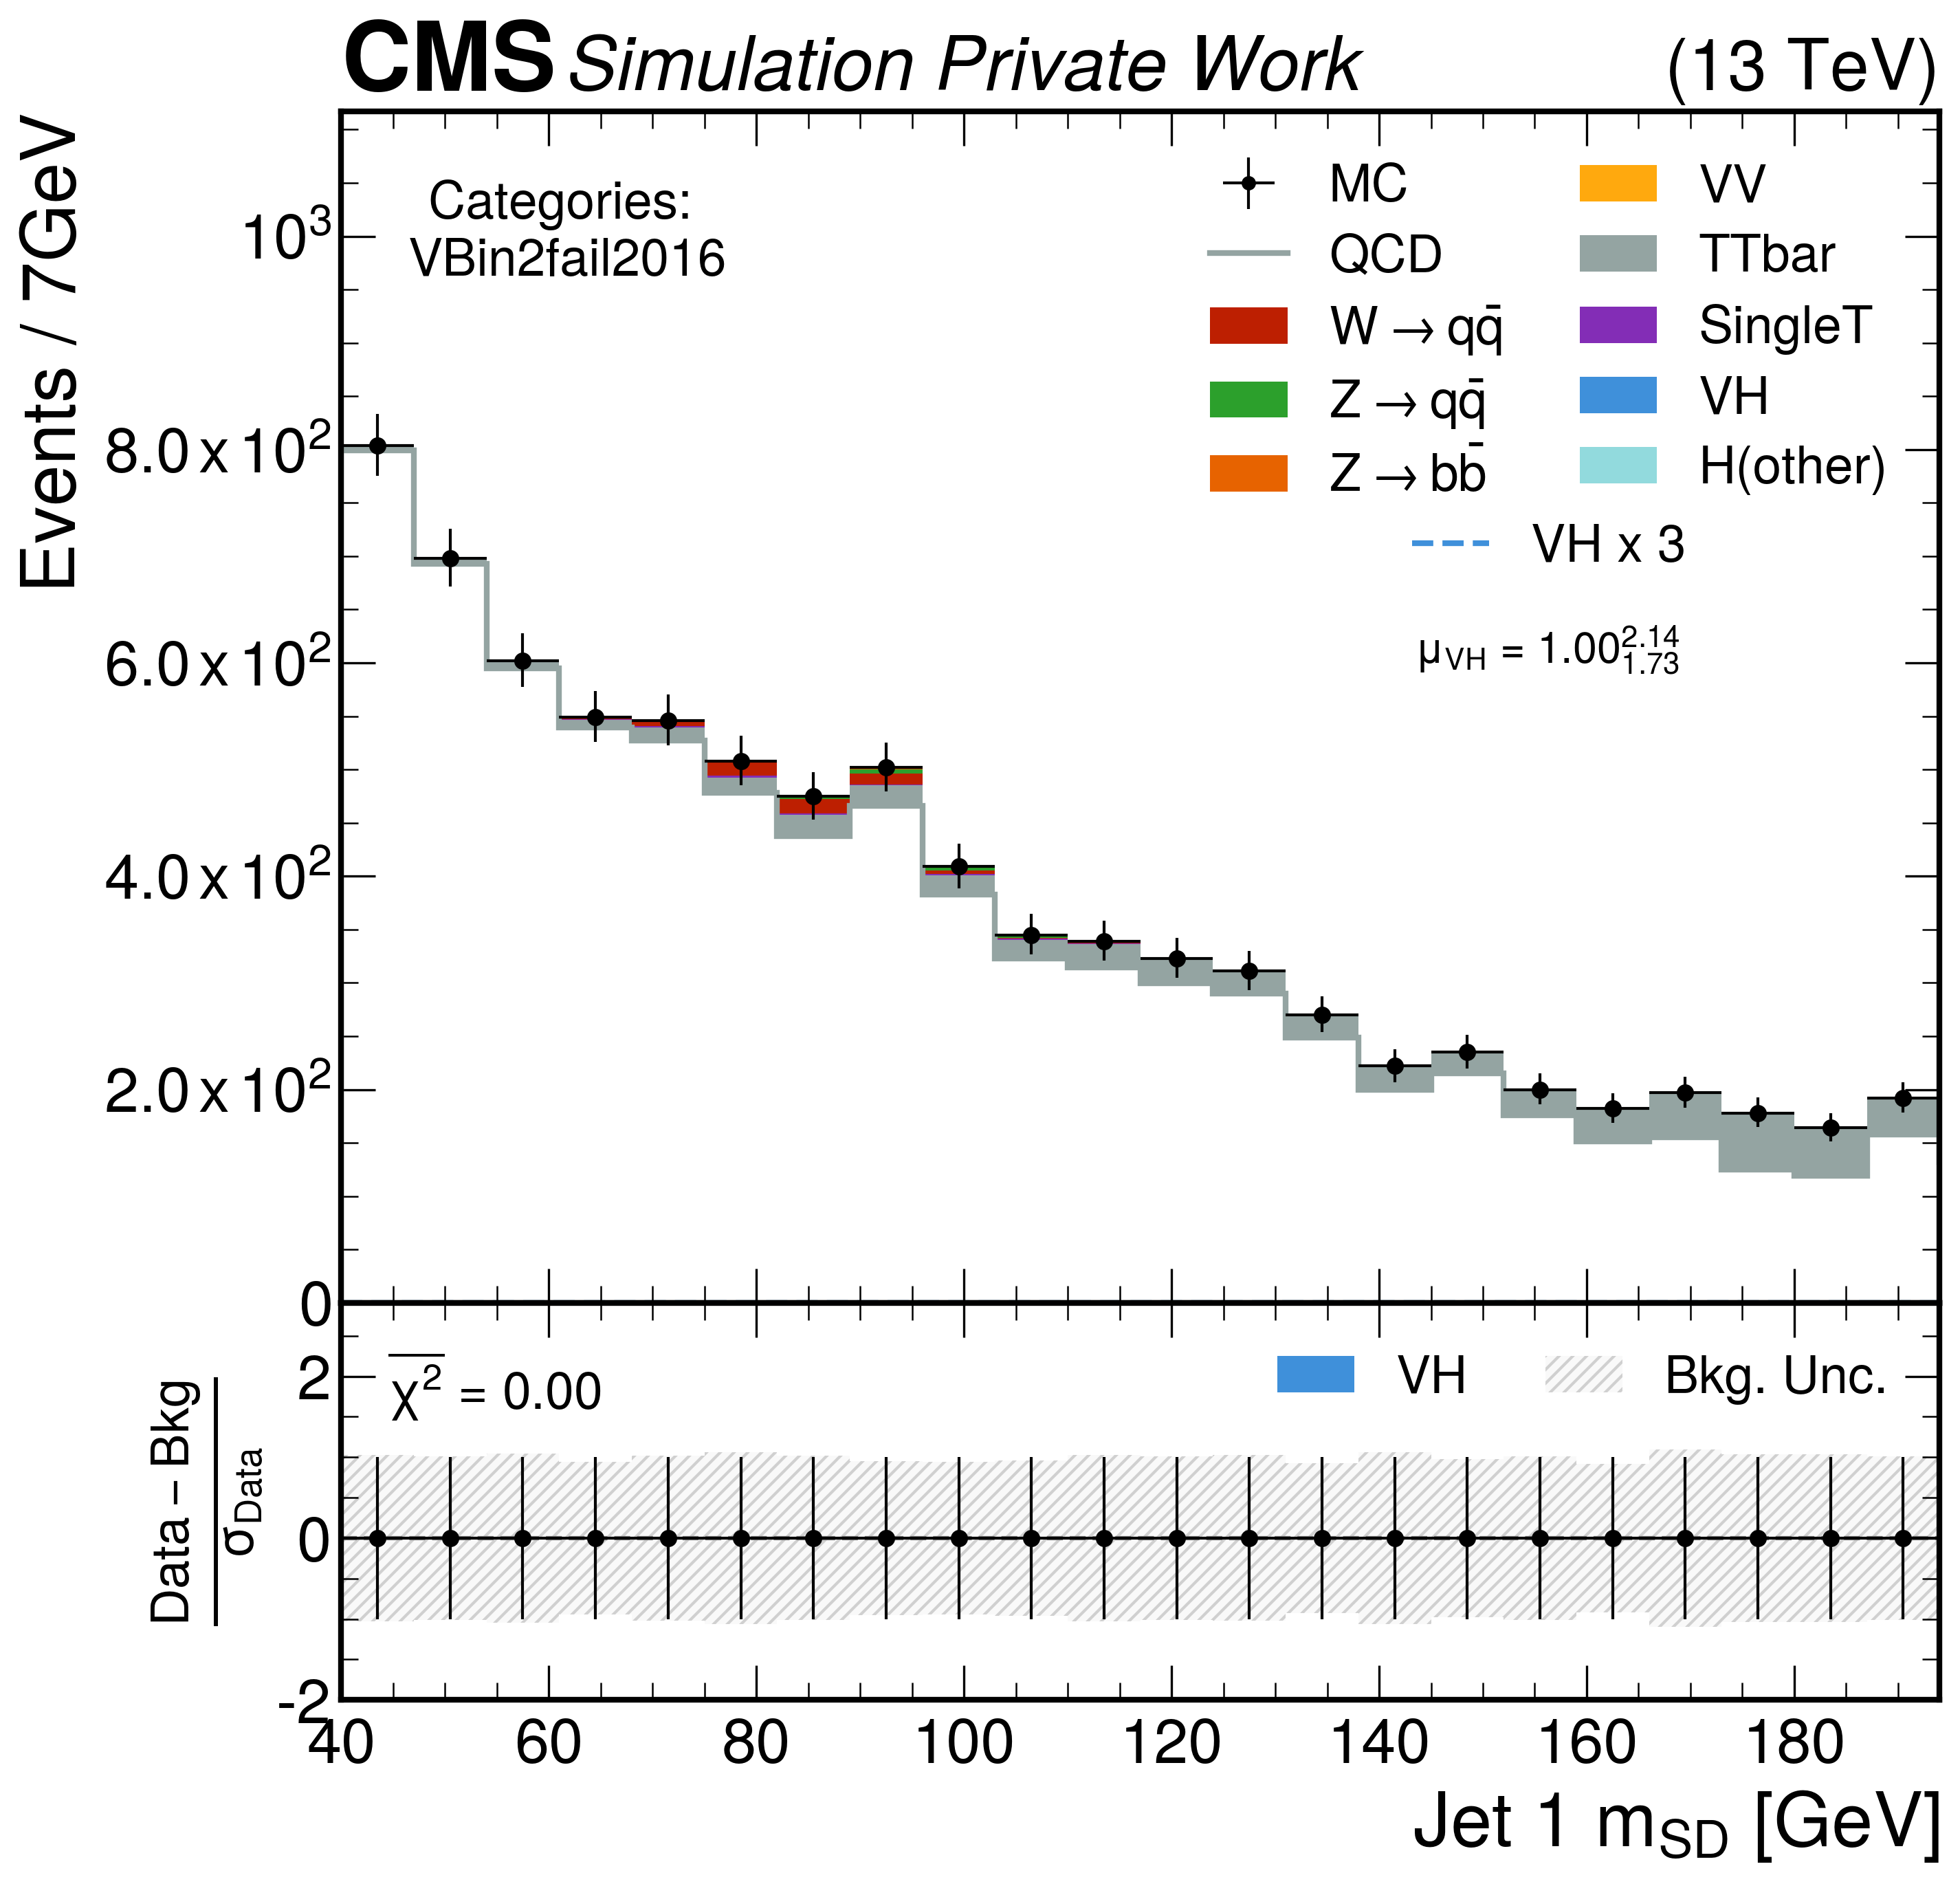 CMS Simulation Private Work (13 TeV)
Events / 7GeV
10³
8.0 x 10²
6.0 x 10²
4.0 x 10²
2.0 x 10²
0
Categories:
VBin2fail2016
MC
QCD
W → qq̄
Z → qq̄
Z → bb̄
VV
TTbar
SingleT
VH
H(other)
VH x 3
μ_VH = 1.00 2.14 1.73
Data – Bkg
σ_Data
2
0
-2
χ² = 0.00
VH
Bkg. Unc.
40 60 80 100 120 140 160 180
Jet 1 m_SD [GeV]